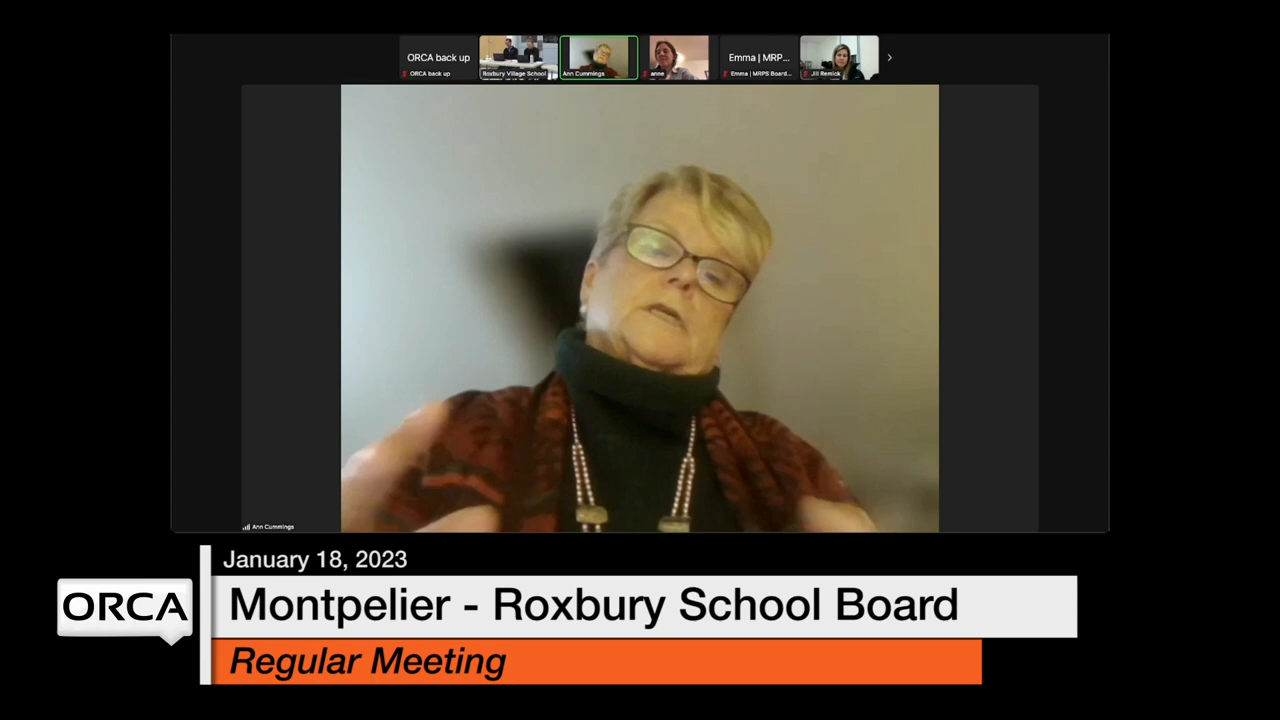 ORCA back up
Emma | MRP...
ORCA back up
Roxbury Village School
Ann Cummings
anne
Emma | MRPS Board...
Jill Remick
Ann Cummings
January 18, 2023
ORCA
Montpelier - Roxbury School Board
Regular Meeting